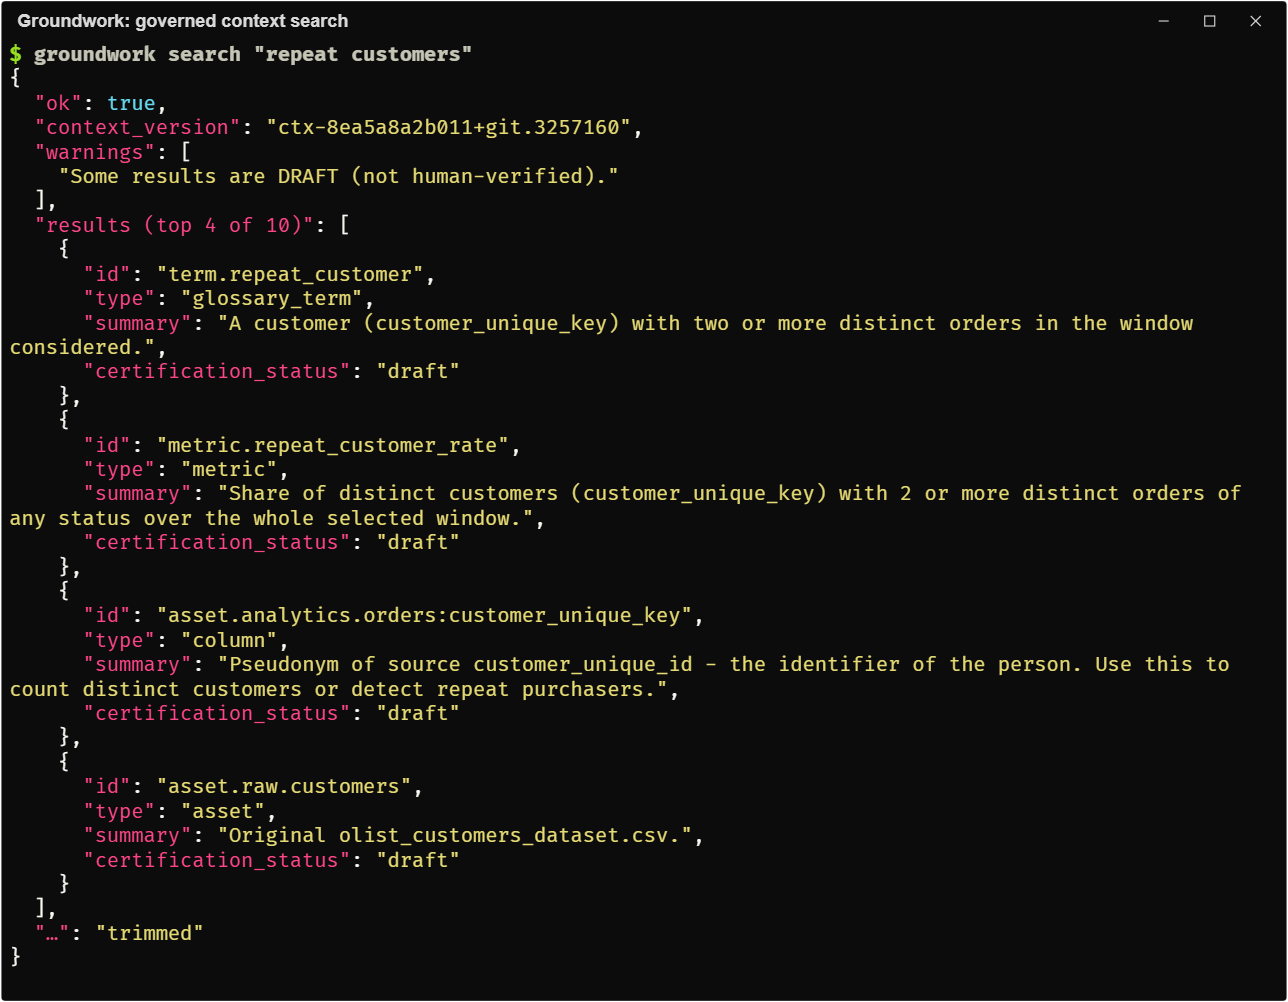 Groundwork: governed context search
$ groundwork search "repeat customers"
{
  "ok": true,
  "context_version": "ctx-8ea5a8a2b011+git.3257160",
  "warnings": [
    "Some results are DRAFT (not human-verified)."
  ],
  "results (top 4 of 10)": [
    {
      "id": "term.repeat_customer",
      "type": "glossary_term",
      "summary": "A customer (customer_unique_key) with two or more distinct orders in the window
considered.",
      "certification_status": "draft"
    },
    {
      "id": "metric.repeat_customer_rate",
      "type": "metric",
      "summary": "Share of distinct customers (customer_unique_key) with 2 or more distinct orders of
any status over the whole selected window.",
      "certification_status": "draft"
    },
    {
      "id": "asset.analytics.orders:customer_unique_key",
      "type": "column",
      "summary": "Pseudonym of source customer_unique_id - the identifier of the person. Use this to
count distinct customers or detect repeat purchasers.",
      "certification_status": "draft"
    },
    {
      "id": "asset.raw.customers",
      "type": "asset",
      "summary": "Original olist_customers_dataset.csv.",
      "certification_status": "draft"
    }
  ],
  "…": "trimmed"
}